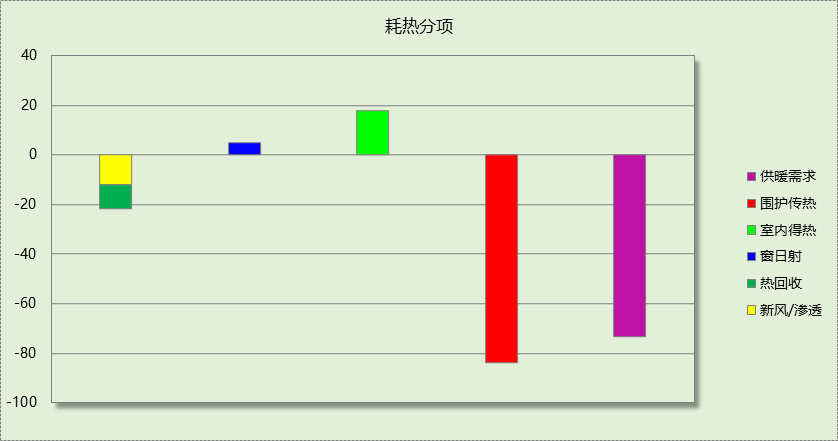 耗热分项
40
20
0
-20
-40
-60
-80
-100
供暖需求
围护传热
室内得热
窗日射
热回收
新风/渗透